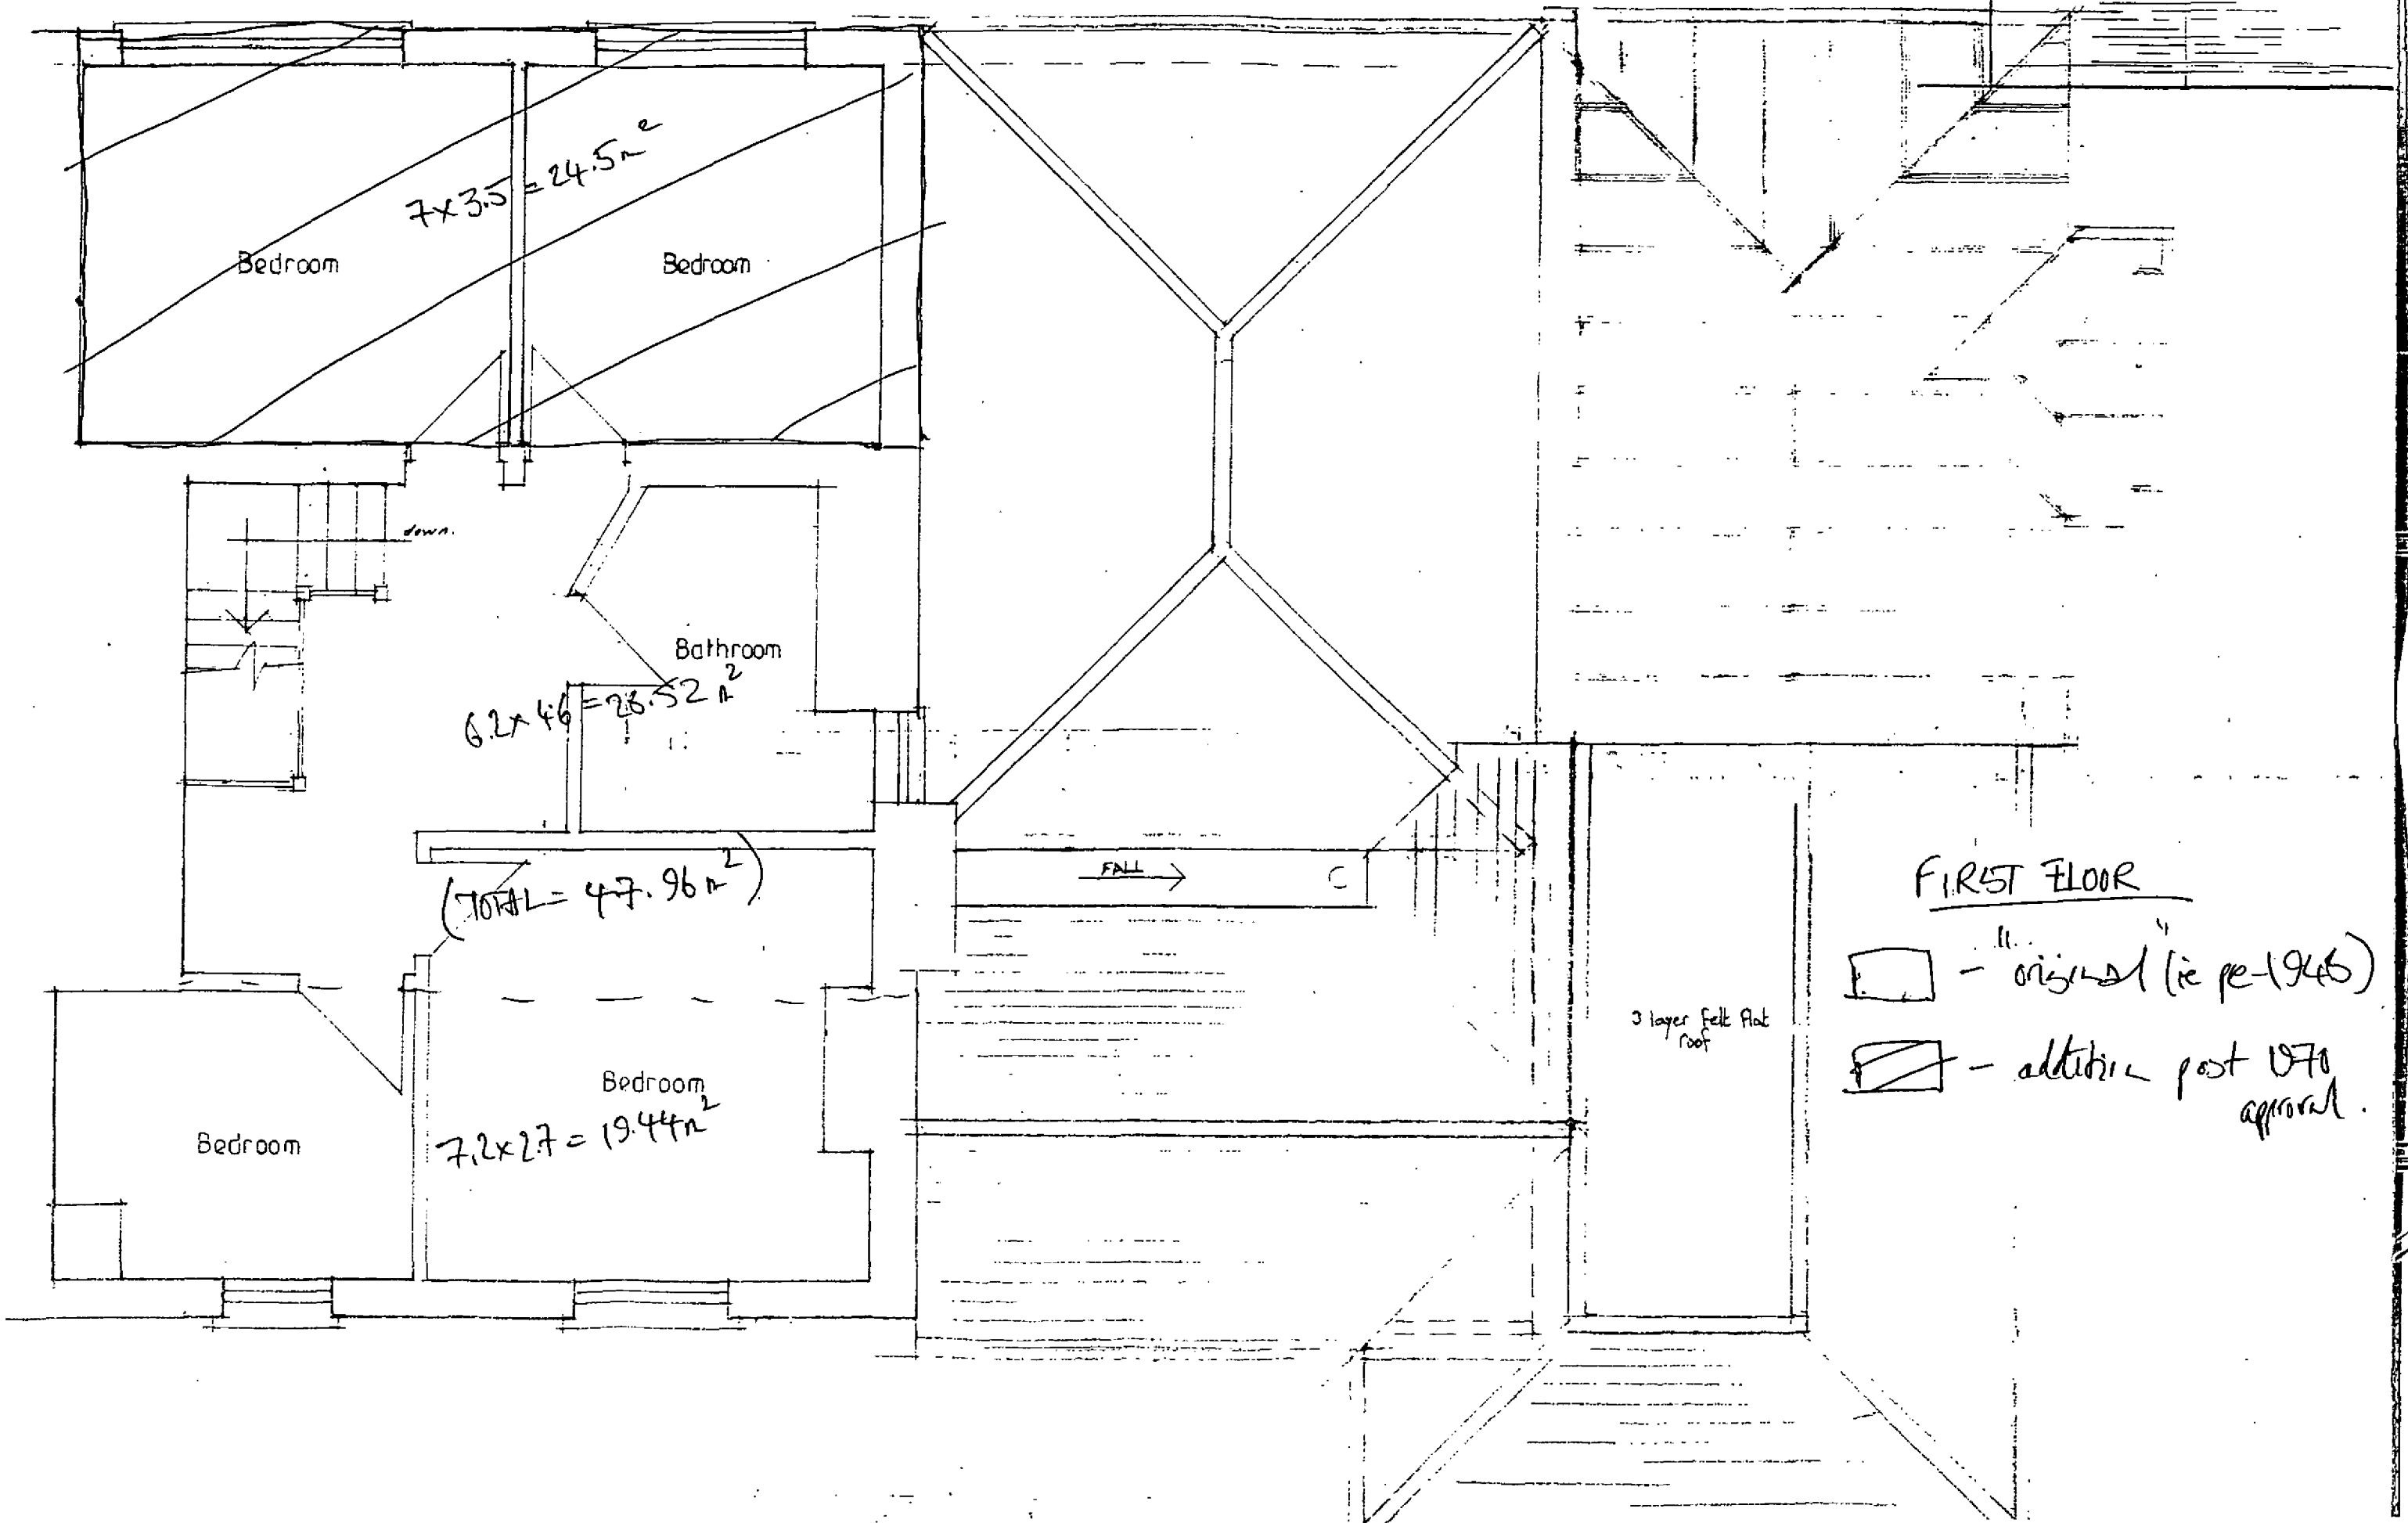 7x3.5 = 24.5m²
Bedroom
Bedroom
down.
Bathroom
6.2x4.6 = 28.52m²
(TOTAL = 47.96m²)
FALL
C
FIRST FLOOR
- "original" (ie pre-1948)
3 layer felt flat
roof
- addition post 1970
approval.
Bedroom
7.2x2.7 = 19.44m²
Bedroom